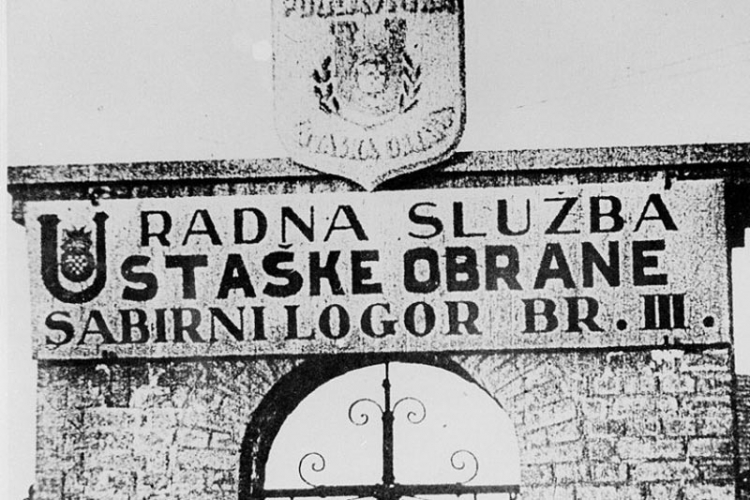 RADNA SLUŽBA
USTAŠKE OBRANE
SABIRNI LOGOR BR. III.